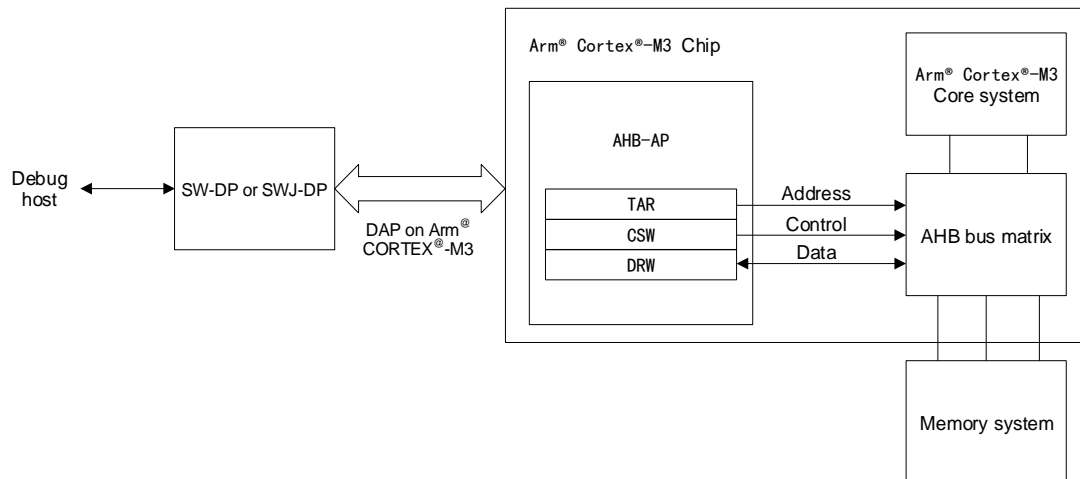 Arm® Cortex®-M3 Chip
Arm® Cortex®-M3
Core system
AHB-AP
Debug
host
SW-DP or SWJ-DP
DAP on Arm@
CORTEX@-M3
TAR
CSW
DRW
Address
Control
Data
AHB bus matrix
Memory system